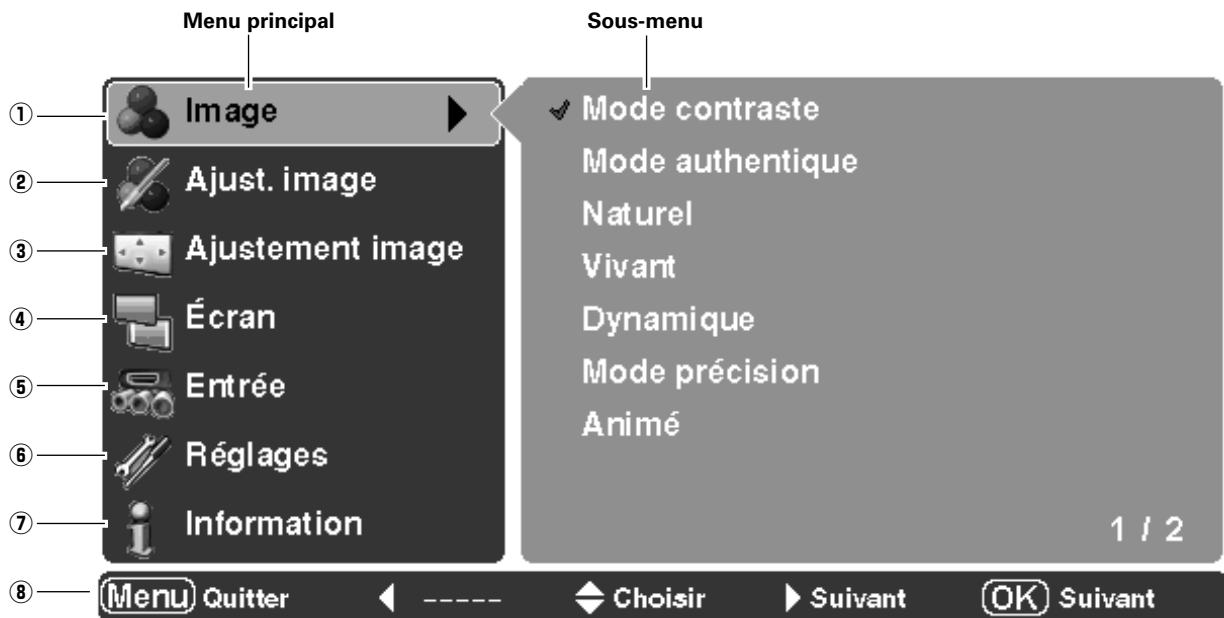 Menu principal
Sous-menu
① Image
② Ajust. image
③ Ajustement image
④ Écran
⑤ Entrée
⑥ Réglages
⑦ Information
Mode contraste
Mode authentique
Naturel
Vivant
Dynamique
Mode précision
Animé
1 / 2
⑧ Menu Quitter ◀ ----- Choisir ▶ Suivant OK Suivant